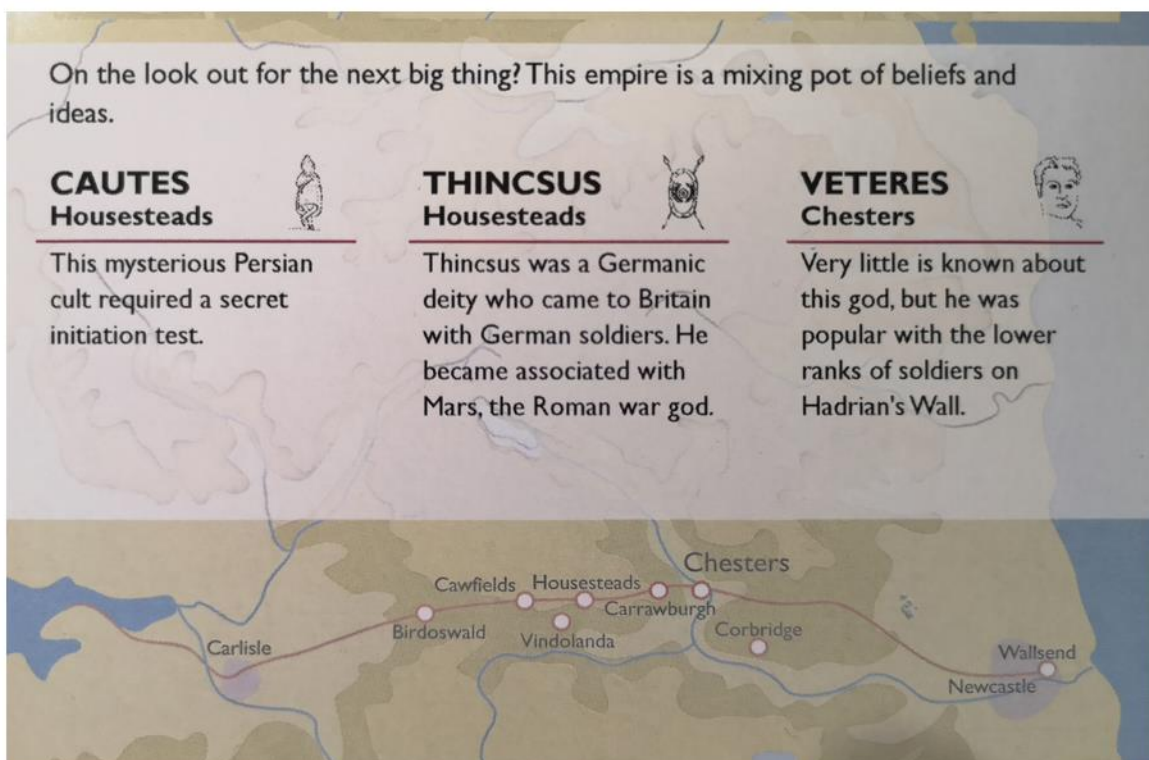 On the look out for the next big thing? This empire is a mixing pot of beliefs and
ideas.
CAUTES
Housesteads
This mysterious Persian
cult required a secret
initiation test.
THINCSUS
Housesteads
Thincsus was a Germanic
deity who came to Britain
with German soldiers. He
became associated with
Mars, the Roman war god.
VETERES
Chesters
Very little is known about
this god, but he was
popular with the lower
ranks of soldiers on
Hadrian's Wall.
Chesters
Cawfields
Housesteads
Carrawburgh
Birdoswald
Vindolanda
Corbridge
Carlisle
Wallsend
Newcastle